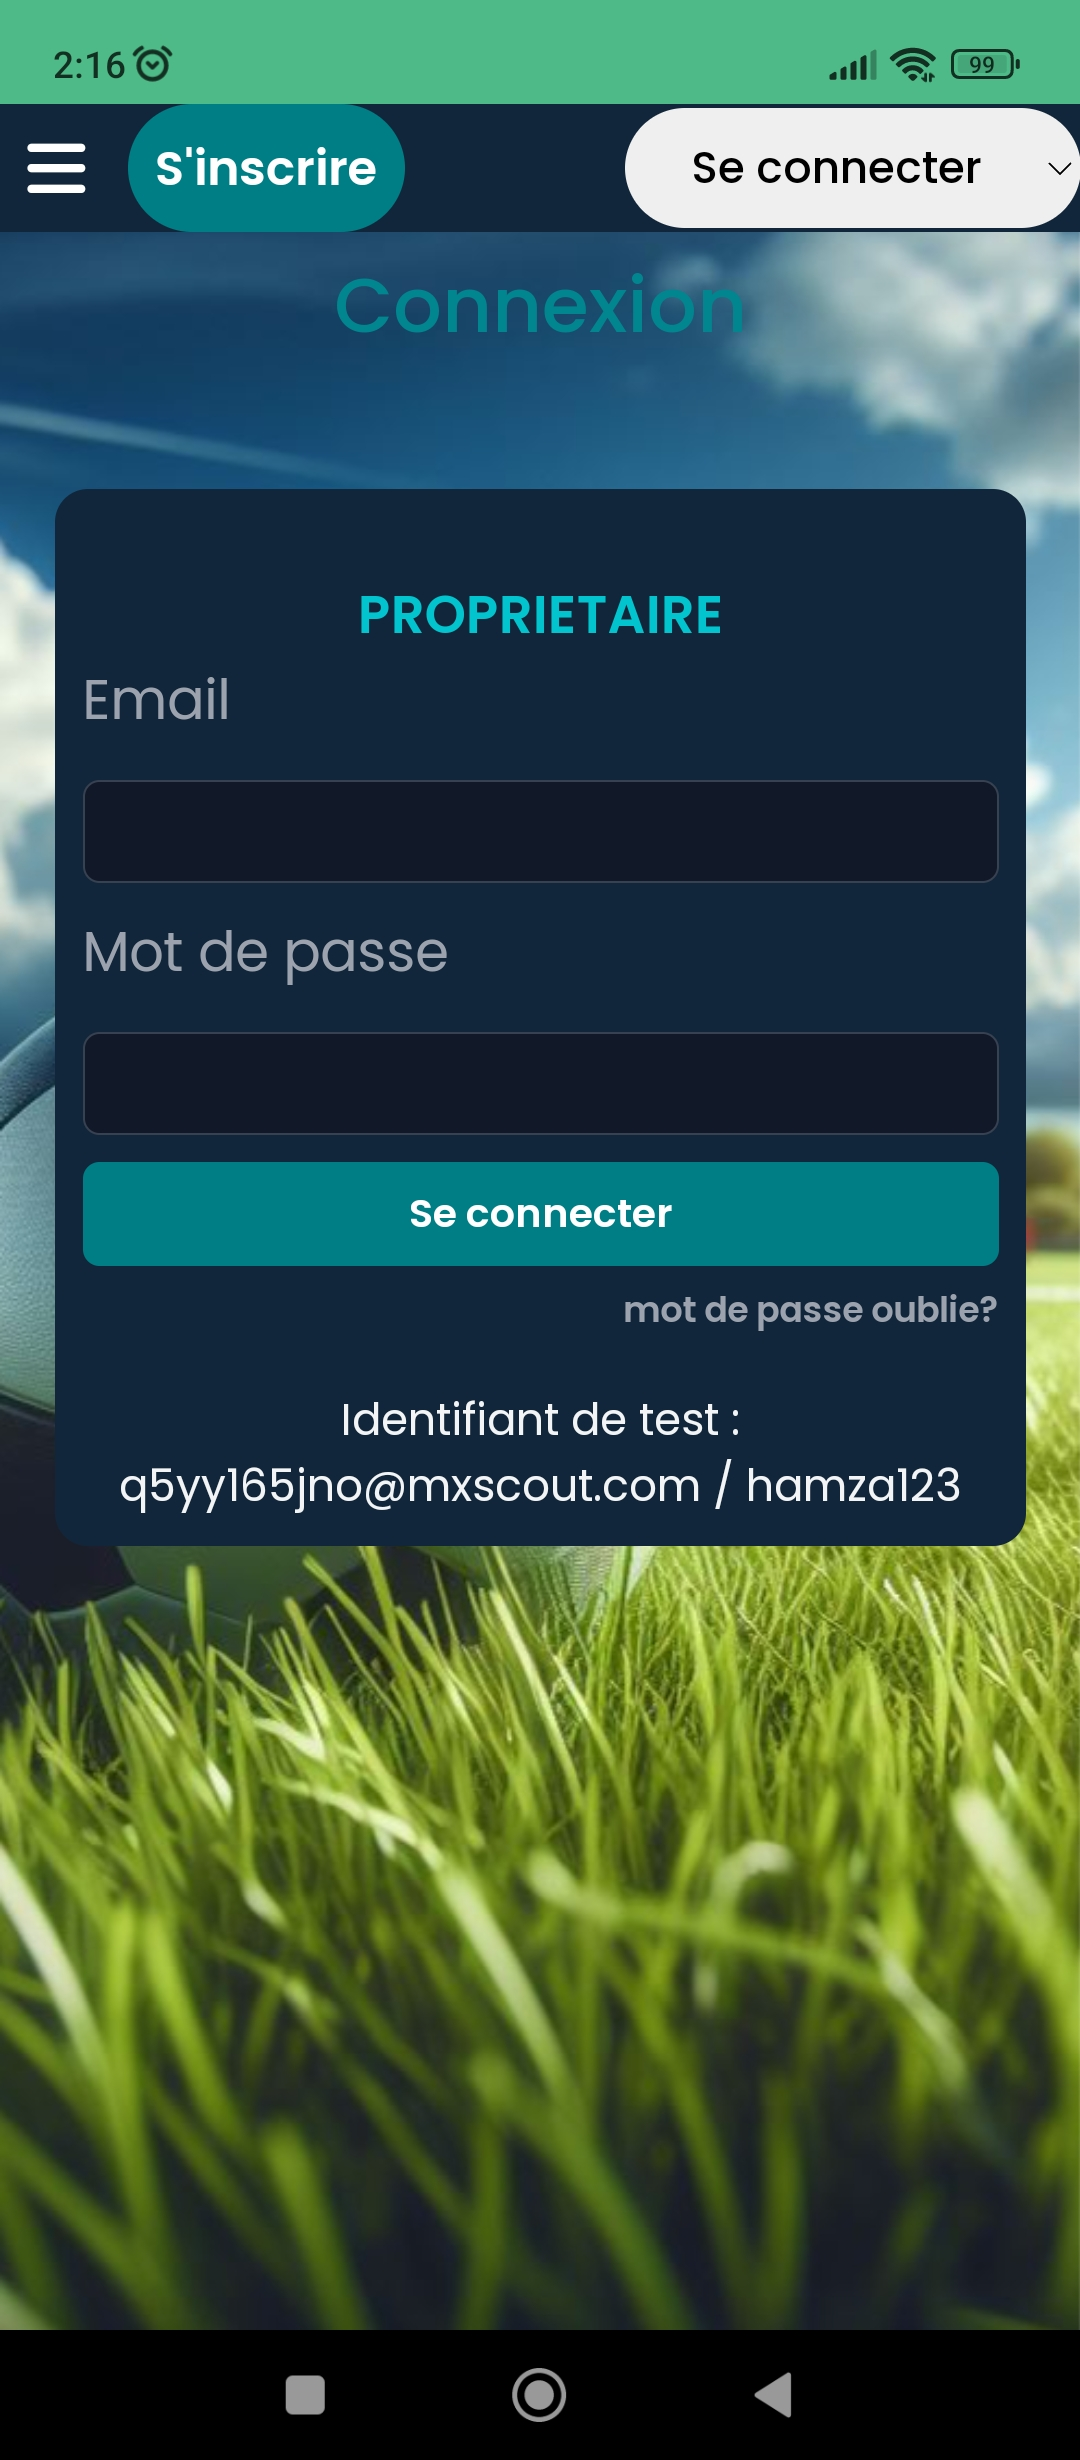 2:16
99
S'inscrire
Se connecter
Connexion
PROPRIETAIRE
Email
Mot de passe
Se connecter
mot de passe oublie?
Identifiant de test :
q5yy165jno@mxscout.com / hamza123